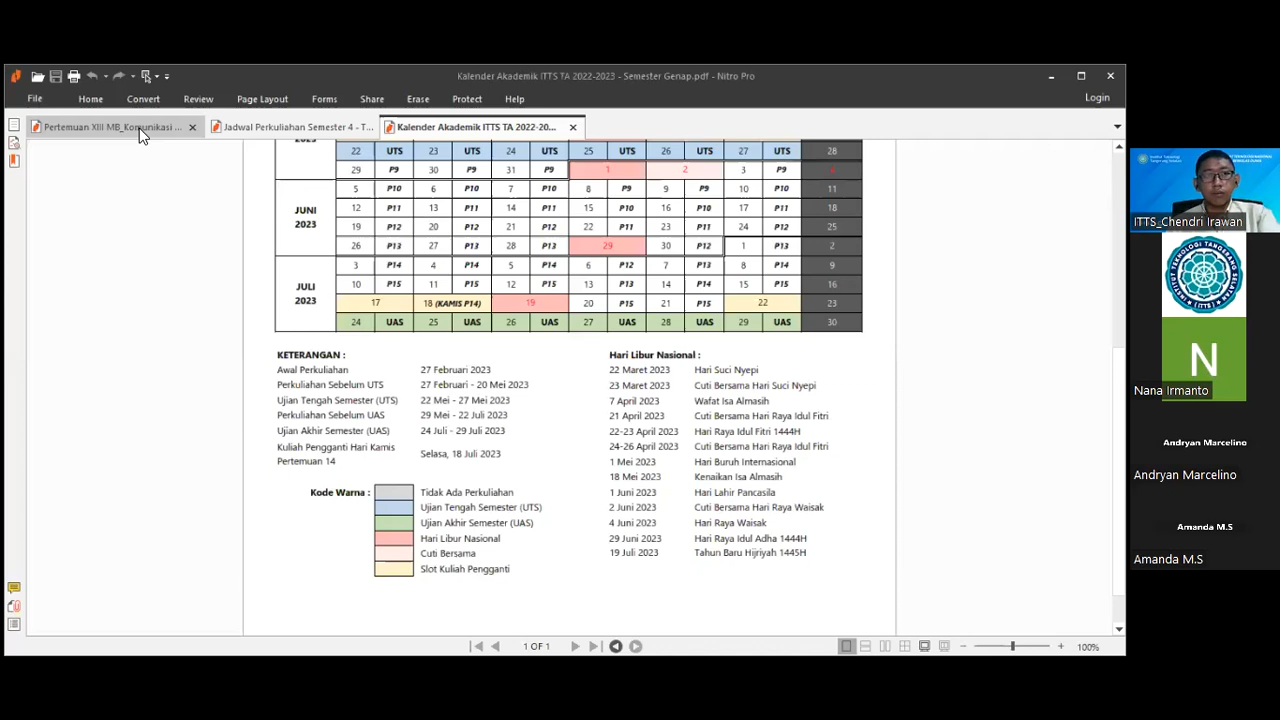 Kalender Akademik ITTS TA 2022-2023 - Semester Genap.pdf - Nitro Pro
File Home Convert Review Page Layout Forms Share Erase Protect Help Login
Pertemuan XIII MB_Komunikasi ... Jadwal Perkuliahan Semester 4 - T... Kalender Akademik ITTS TA 2022-20...
22 UTS 23 UTS 24 UTS 25 UTS 26 UTS 27 UTS 28
29 P9 30 P9 31 P9 1 2 3 P9
JUNI 2023
5 P10 6 P10 7 P10 8 P9 9 P9 10 P10 11
12 P11 13 P11 14 P11 15 P10 16 P10 17 P11 18
19 P12 20 P12 21 P12 22 P11 23 P11 24 P12 25
26 P13 27 P13 28 P13 29 30 P12 1 P13 2
JULI 2023
3 P14 4 P14 5 P14 6 P12 7 P13 8 P14 9
10 P15 11 P15 12 P15 13 P13 14 P14 15 P15 16
17 18 (KAMIS P14) 19 20 P15 21 P15 22 23
24 UAS 25 UAS 26 UAS 27 UAS 28 UAS 29 UAS 30
KETERANGAN :
Awal Perkuliahan 27 Februari 2023
Perkuliahan Sebelum UTS 27 Februari - 20 Mei 2023
Ujian Tengah Semester (UTS) 22 Mei - 27 Mei 2023
Perkuliahan Sebelum UAS 29 Mei - 22 Juli 2023
Ujian Akhir Semester (UAS) 24 Juli - 29 Juli 2023
Kuliah Pengganti Hari Kamis
Pertemuan 14 Selasa, 18 Juli 2023
Kode Warna : Tidak Ada Perkuliahan
Ujian Tengah Semester (UTS)
Ujian Akhir Semester (UAS)
Hari Libur Nasional
Cuti Bersama
Slot Kuliah Pengganti
Hari Libur Nasional :
22 Maret 2023 Hari Suci Nyepi
23 Maret 2023 Cuti Bersama Hari Suci Nyepi
7 April 2023 Wafat Isa Almasih
21 April 2023 Cuti Bersama Hari Raya Idul Fitri
22-23 April 2023 Hari Raya Idul Fitri 1444H
24-26 April 2023 Cuti Bersama Hari Raya Idul Fitri
1 Mei 2023 Hari Buruh Internasional
18 Mei 2023 Kenaikan Isa Almasih
1 Juni 2023 Hari Lahir Pancasila
2 Juni 2023 Cuti Bersama Hari Raya Waisak
4 Juni 2023 Hari Raya Waisak
29 Juni 2023 Hari Raya Idul Adha 1444H
19 Juli 2023 Tahun Baru Hijriyah 1445H
1 OF 1
100%
ITTS_Chendri Irawan
N
Nana Irmanto
Andryan Marcelino
Andryan Marcelino
Amanda M.S
Amanda M.S